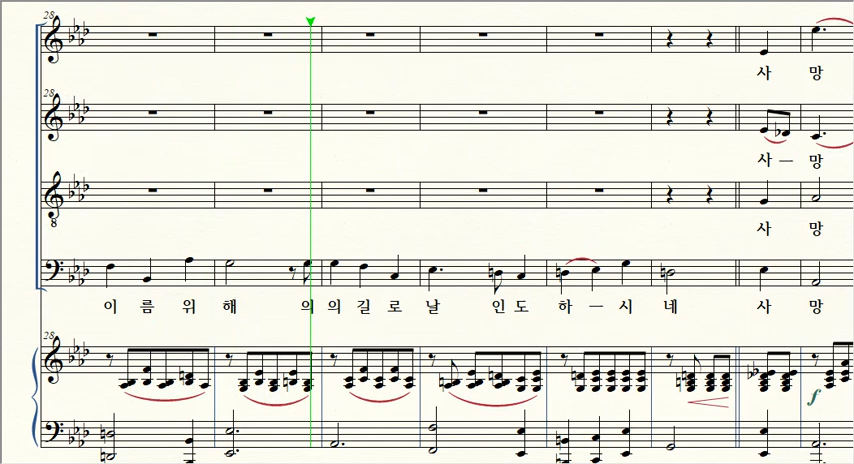 28
사 망
28
사 — 망
8
사 망
이 름 위 해 의 의 길 로 날 인 도 하 — 시 네 사 망
28
f